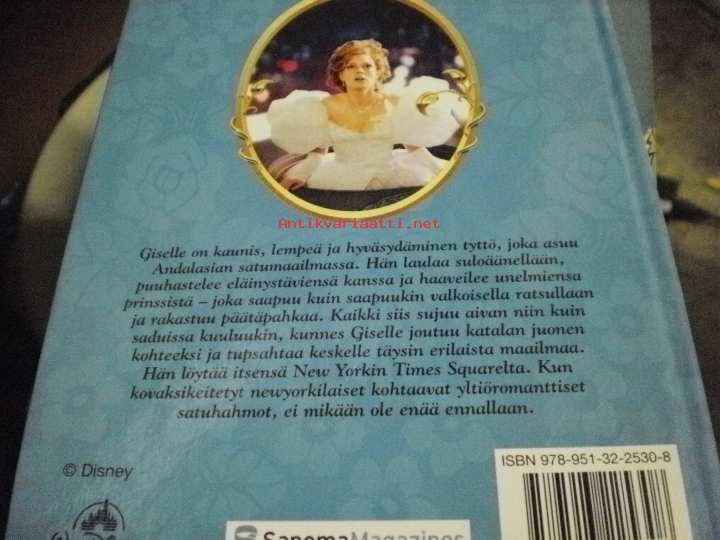 Antikvariaatti.net
Giselle on kaunis, lempeä ja hyväsydäminen tyttö, joka asuu
Andalasian satumaailmassa. Hän laulaa suloäänellään,
puuhastelee eläinystäviensä kanssa ja haaveilee unelmiensa
prinssistä – joka saapuu kuin saapuukin valkoisella ratsullaan
ja rakastuu päätäpahkaa. Kaikki siis sujuu aivan niin kuin
saduissa kuuluukin, kunnes Giselle joutuu katalan juonen
kohteeksi ja tupsahtaa keskelle täysin erilaista maailmaa.
Hän löytää itsensä New Yorkin Times Squarelta. Kun
kovaksikeitetyt newyorkilaiset kohtaavat yltiöromanttiset
satuhahmot, ei mikään ole enää ennallaan.
ISBN 978-951-32-2530-8
© Disney
SanomaMagazines